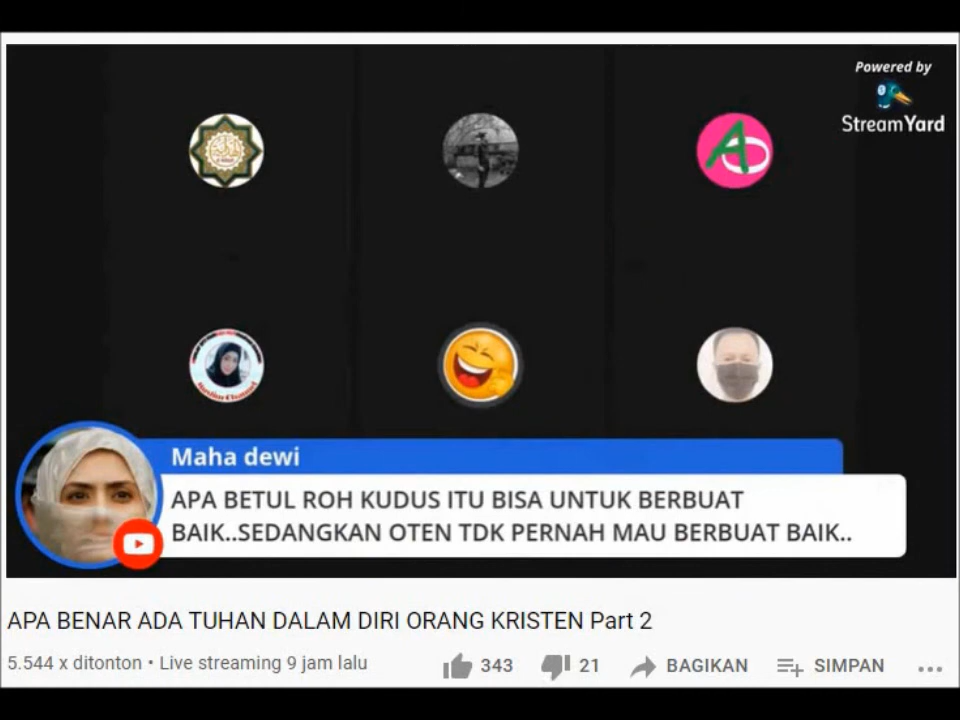 Powered by
StreamYard
Maha dewi
APA BETUL ROH KUDUS ITU BISA UNTUK BERBUAT
BAIK..SEDANGKAN OTEN TDK PERNAH MAU BERBUAT BAIK..
APA BENAR ADA TUHAN DALAM DIRI ORANG KRISTEN Part 2
5.544 x ditonton • Live streaming 9 jam lalu
343
21
BAGIKAN
SIMPAN